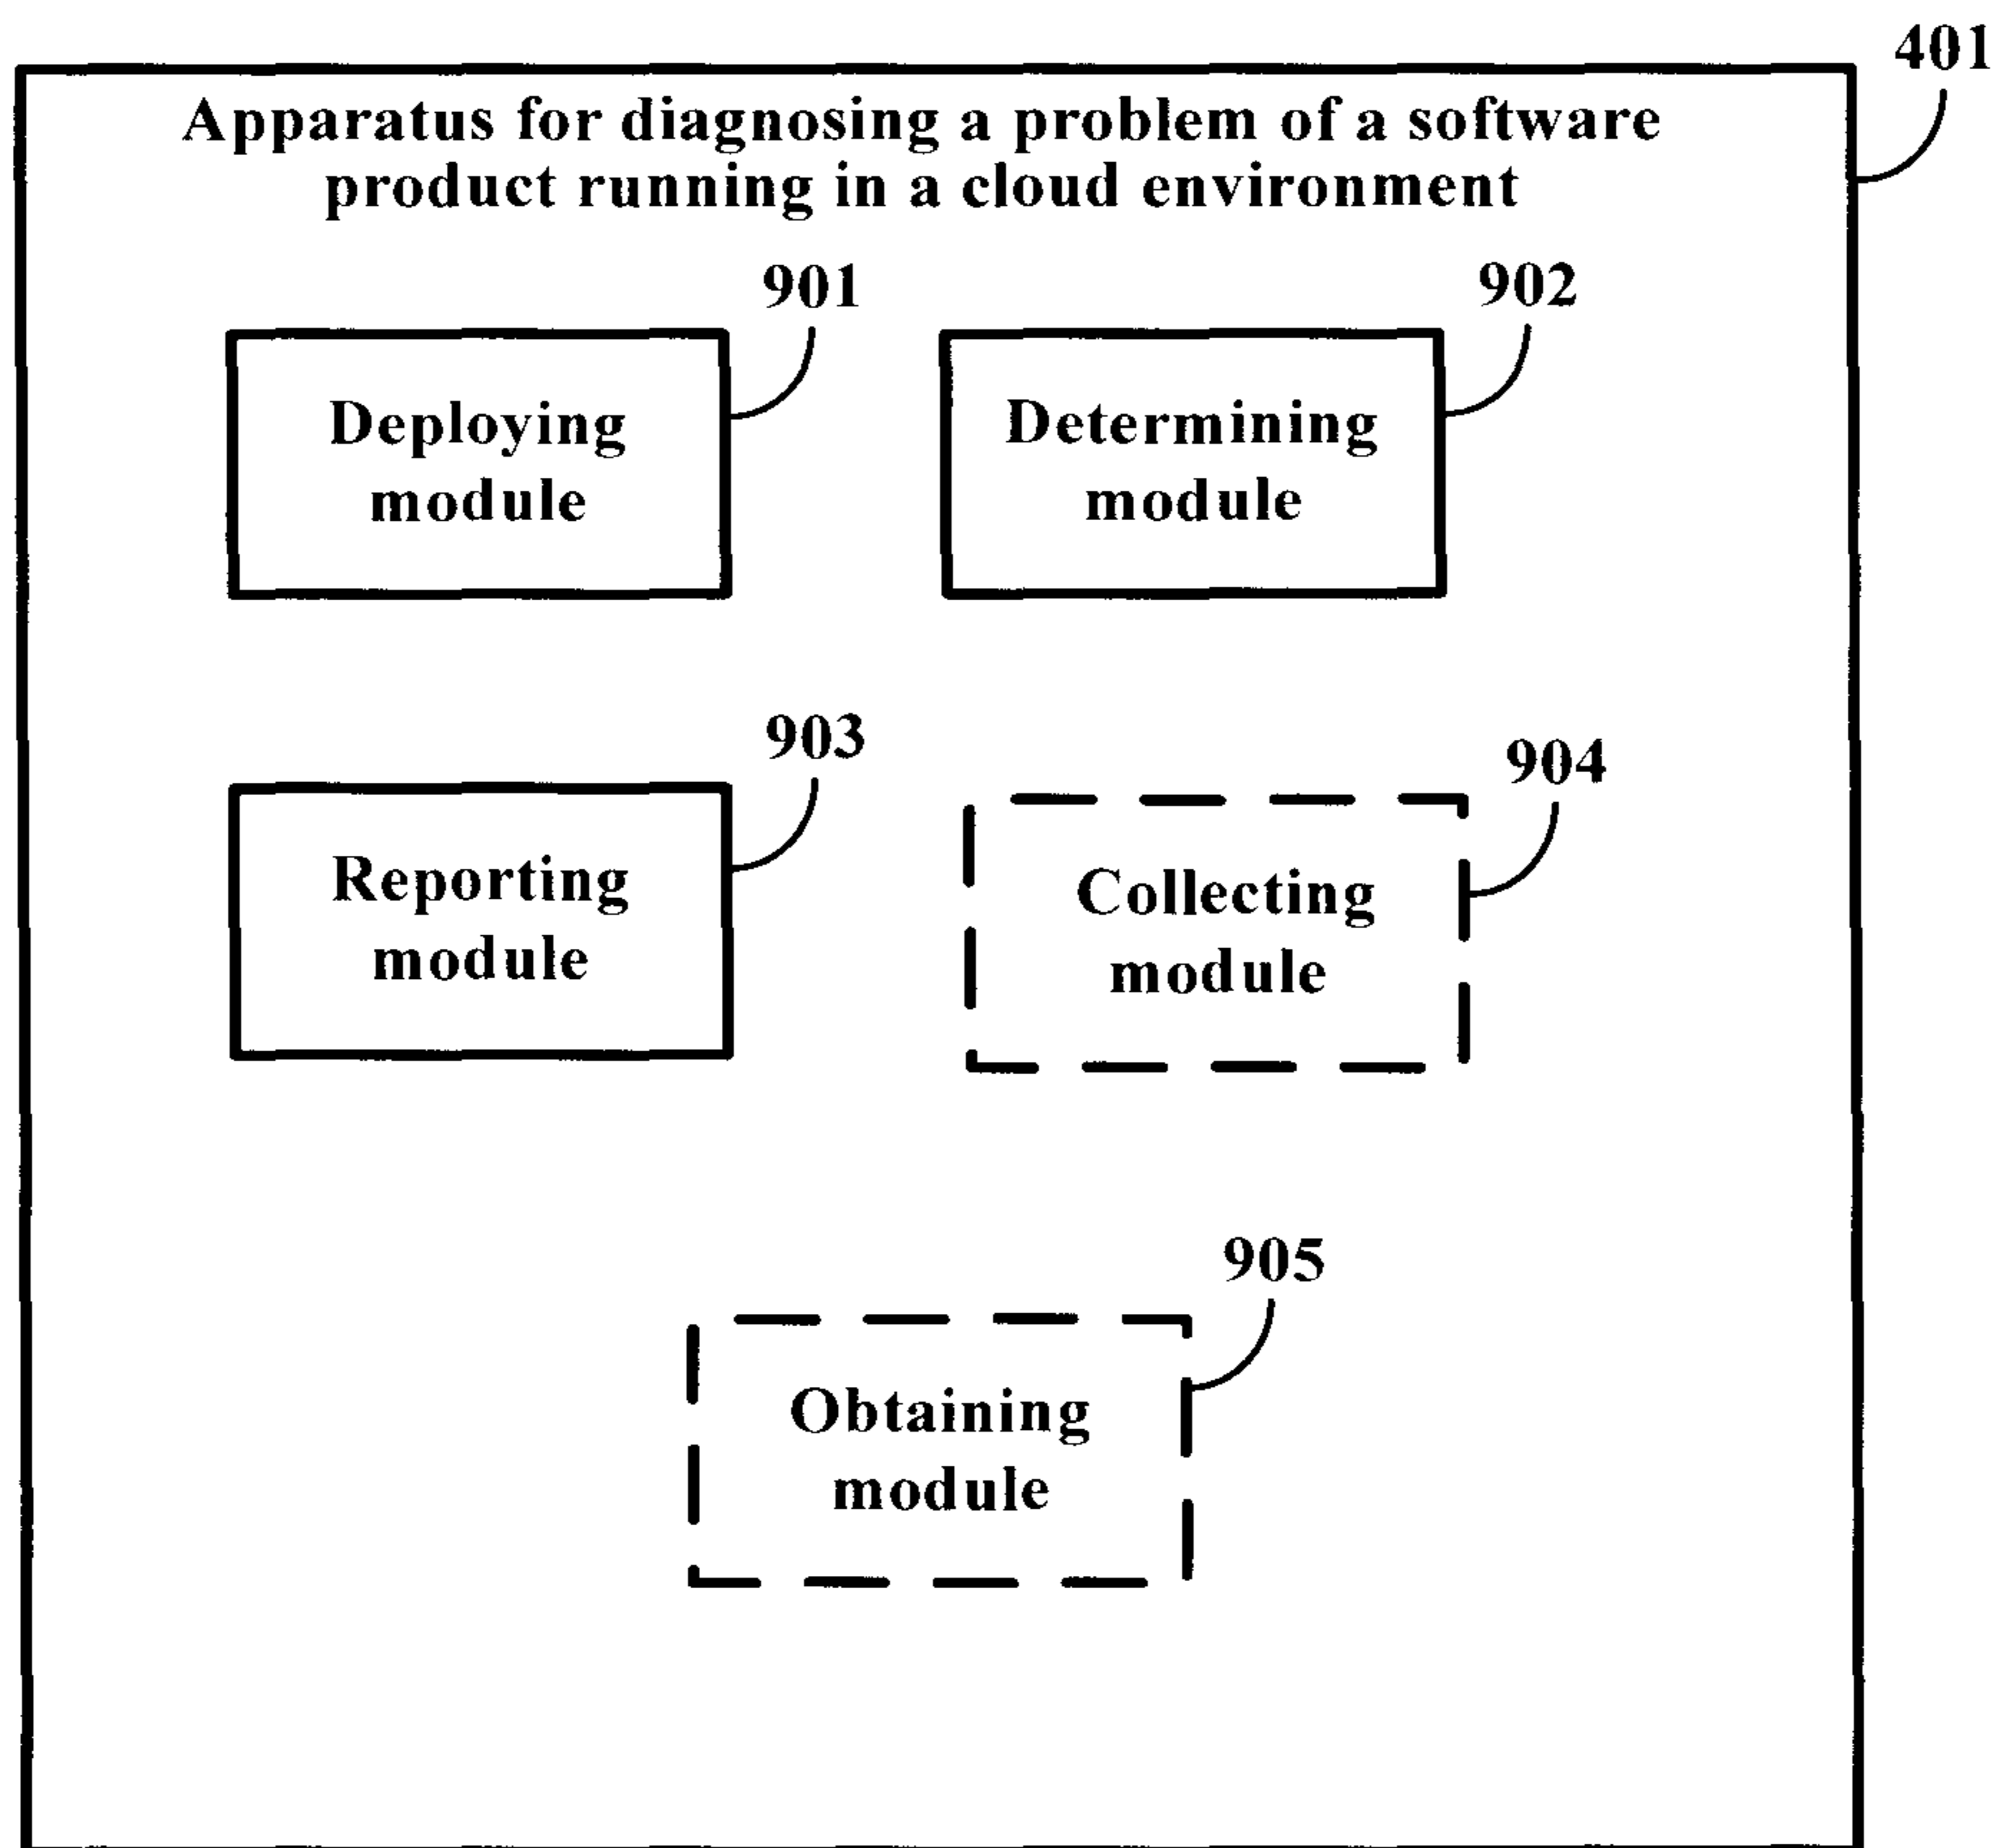 401
Apparatus for diagnosing a problem of a software
product running in a cloud environment
901
902
Deploying
module
Determining
module
903
904
Reporting
module
Collecting
module
905
Obtaining
module